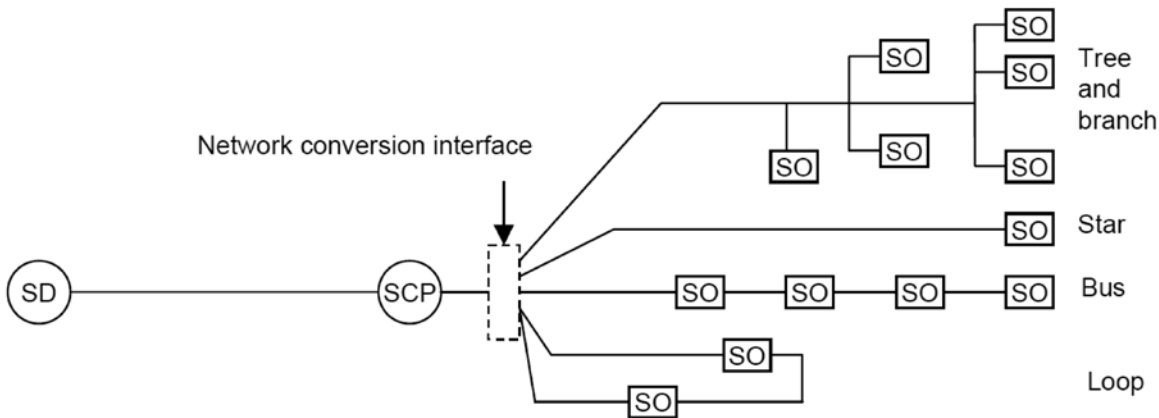 SO
SO
Tree
and
branch
SO
SO
Network conversion interface
SO
SO
SO
Star
SD
SCP
SO
SO
SO
SO
Bus
SO
Loop
SO